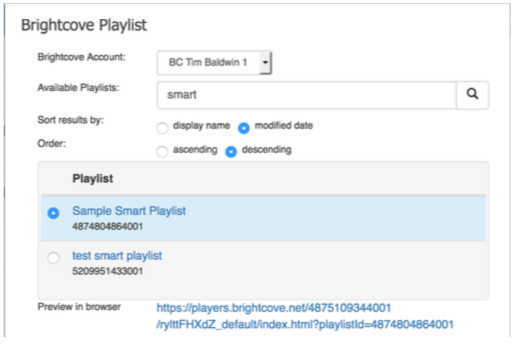 Brightcove Playlist
Brightcove Account: BC Tim Baldwin 1
Available Playlists: smart
Sort results by: display name modified date
Order: ascending descending
Playlist
Sample Smart Playlist
4874804864001
test smart playlist
5209951433001
Preview in browser https://players.brightcove.net/4875109344001
/rylttFHXdZ_default/index.html?playlistId=4874804864001